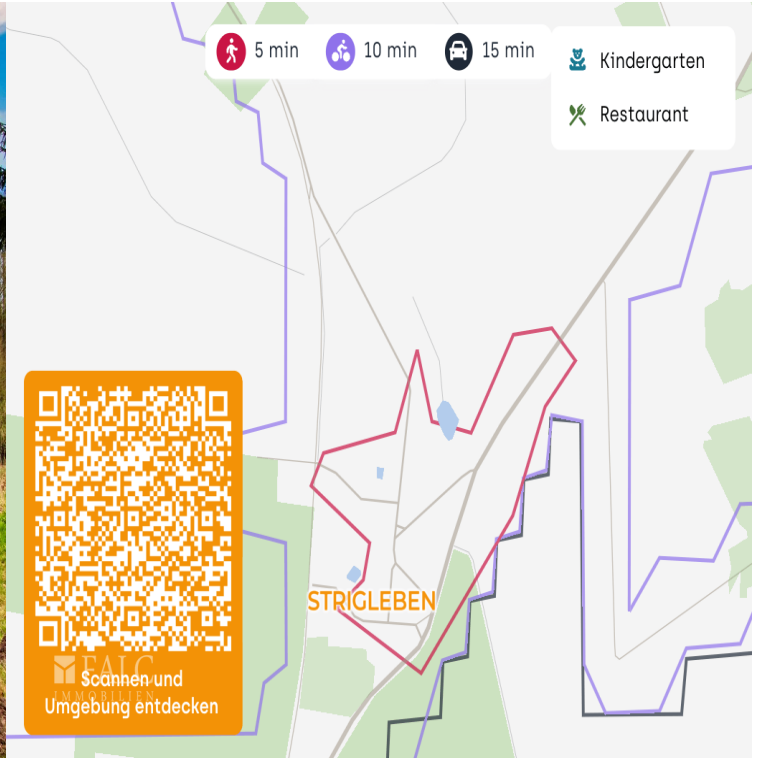 5 min
10 min
15 min
Kindergarten
Restaurant
STRIGLEBEN
FALC
IMMOBILIEN
Scannen und
Umgebung entdecken